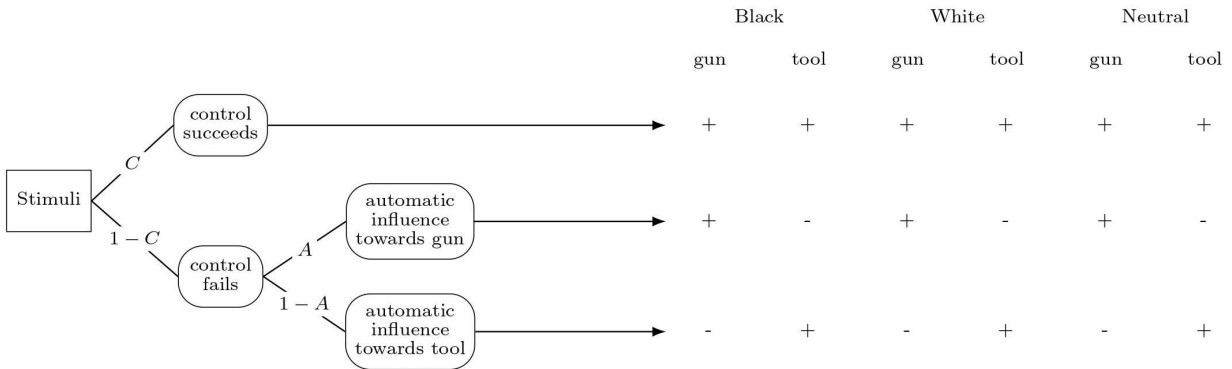 Black White Neutral
gun tool gun tool gun tool
control
succeeds
+ + + + + +
C
Stimuli
1 − C
automatic
influence
towards gun
+ - + - + -
A
control
fails
1 − A
automatic
influence
towards tool
- + - + - +